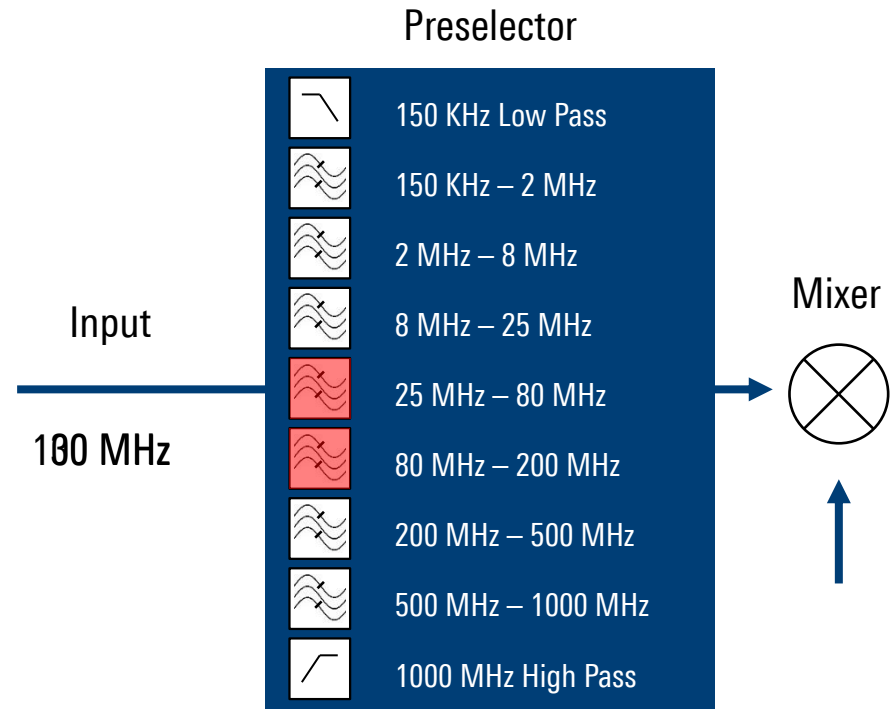 Preselector
150 KHz Low Pass
150 KHz – 2 MHz
2 MHz – 8 MHz
8 MHz – 25 MHz
25 MHz – 80 MHz
80 MHz – 200 MHz
200 MHz – 500 MHz
500 MHz – 1000 MHz
1000 MHz High Pass
Input
MHz
Mixer